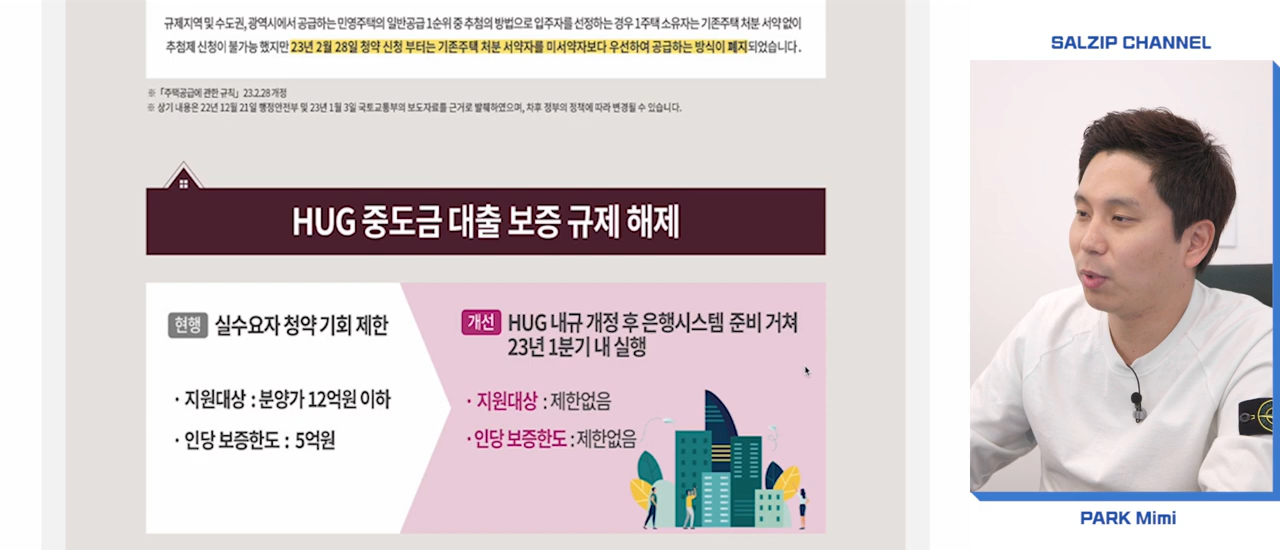 규제지역 및 수도권, 광역시에서 공급하는 민영주택의 일반공급 1순위 중 추첨의 방법으로 입주자를 선정하는 경우 1주택 소유자는 기존주택 처분 서약 없이
추첨제 신청이 불가능 했지만 23년 2월 28일 청약 신청 부터는 기존주택 처분 서약자를 미서약자보다 우선하여 공급하는 방식이 폐지되었습니다.
※「주택공급에 관한 규칙」 23.2.28 개정
※ 상기 내용은 22년 12월 21일 행정안전부 및 23년 1월 3일 국토교통부의 보도자료를 근거로 발췌하였으며, 차후 정부의 정책에 따라 변경될 수 있습니다.
HUG 중도금 대출 보증 규제 해제
현행 실수요자 청약 기회 제한
· 지원대상 : 분양가 12억원 이하
· 인당 보증한도 : 5억원
개선 HUG 내규 개정 후 은행시스템 준비 거쳐
23년 1분기 내 실행
· 지원대상 : 제한없음
· 인당 보증한도 : 제한없음
SALZIP CHANNEL
PARK Mimi